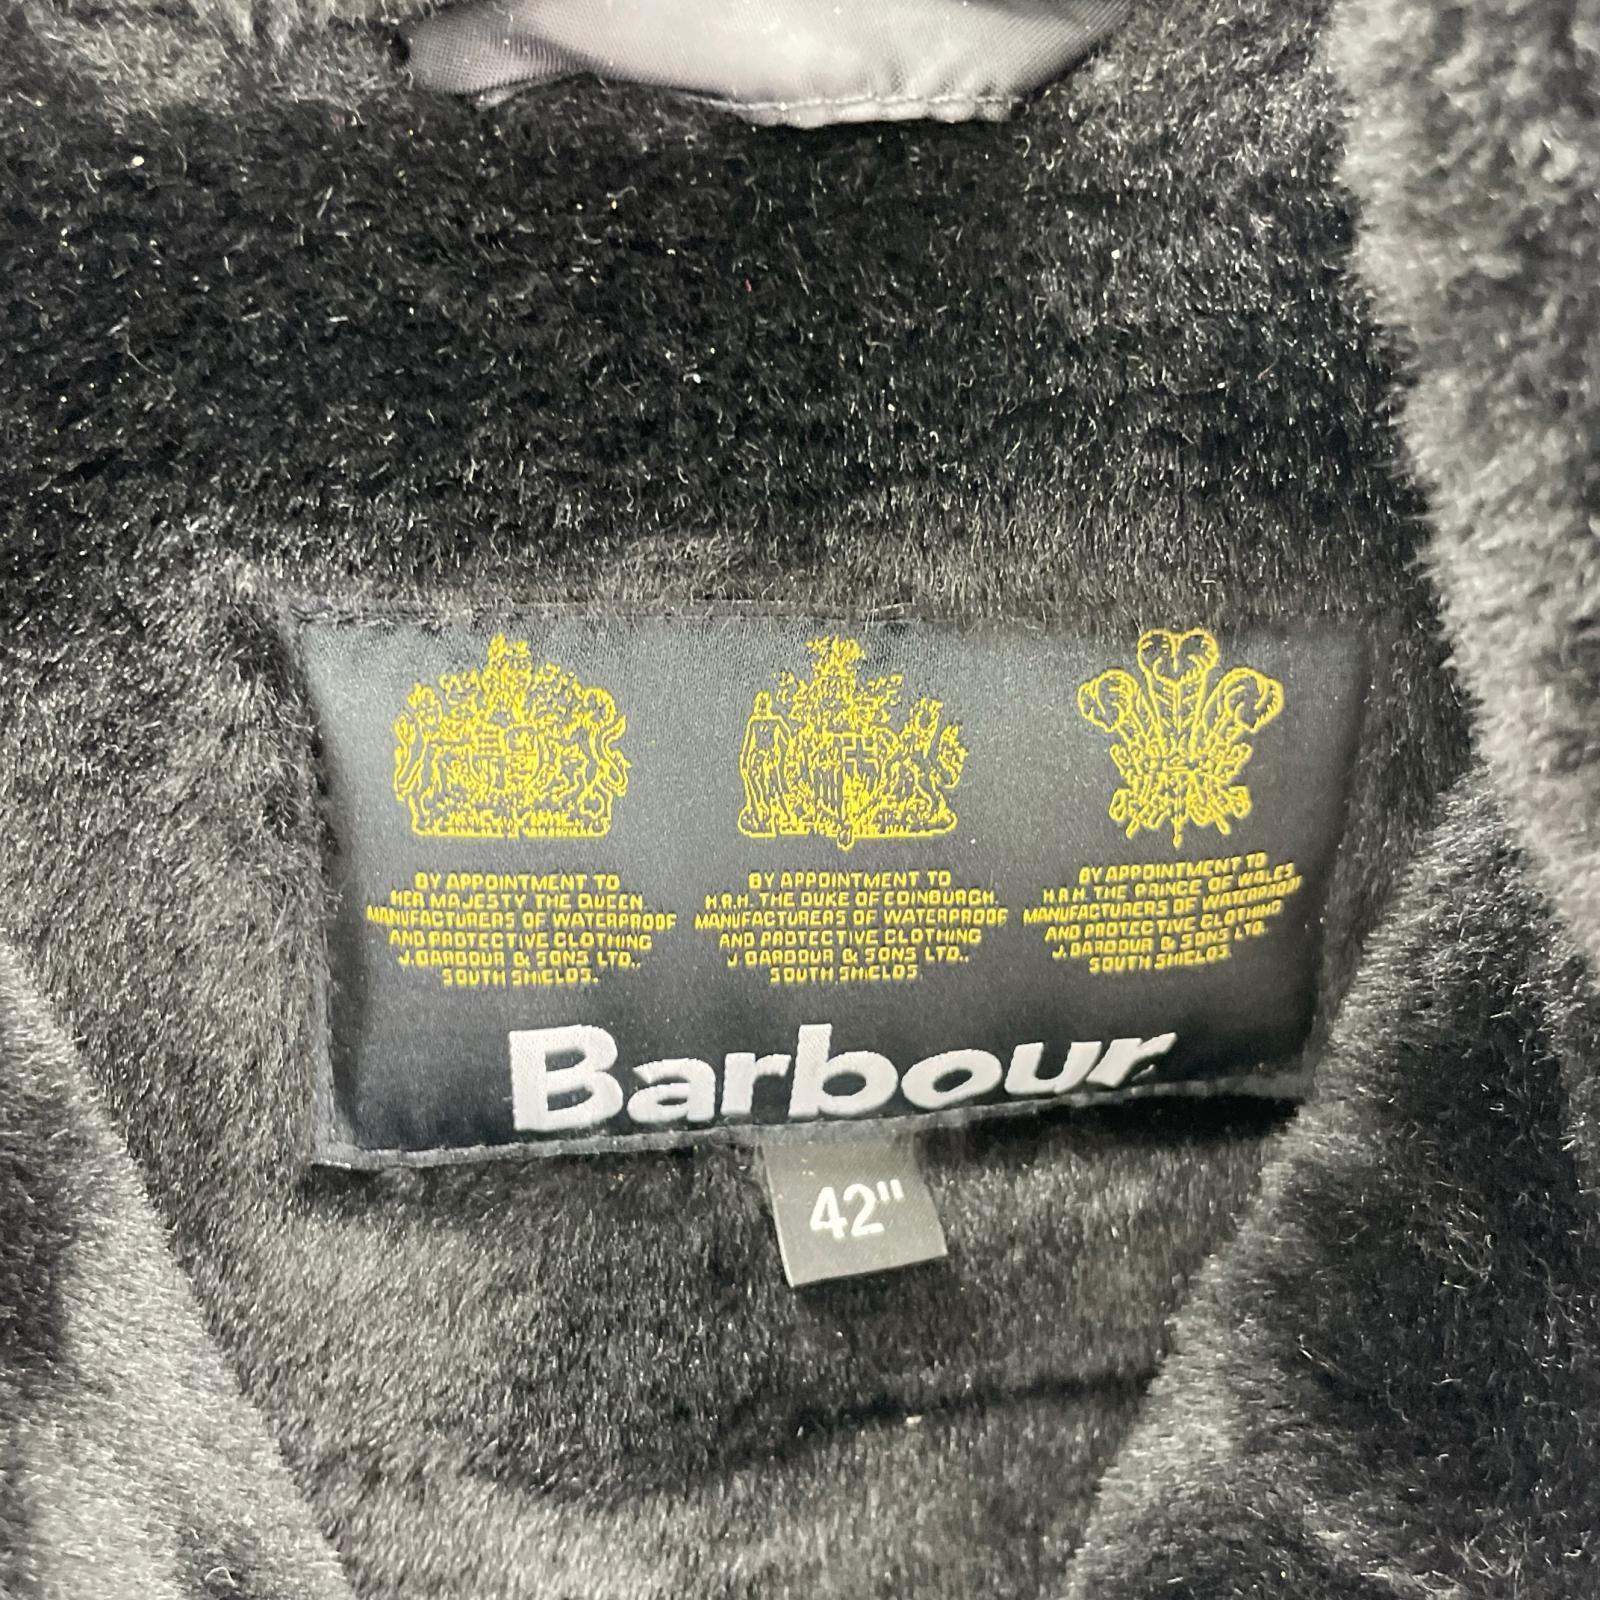 BY APPOINTMENT TO
HER MAJESTY THE QUEEN.
MANUFACTURERS OF WATERPROOF
AND PROTECTIVE CLOTHING
J. BARBOUR & SONS LTD.,
SOUTH SHIELDS.
BY APPOINTMENT TO
H.R.H. THE DUKE OF EDINBURGH.
MANUFACTURERS OF WATERPROOF
AND PROTECTIVE CLOTHING
J. BARBOUR & SONS LTD.,
SOUTH SHIELDS.
BY APPOINTMENT TO
H.R.H. THE PRINCE OF WALES.
MANUFACTURERS OF WATERPROOF
AND PROTECTIVE CLOTHING
J. BARBOUR & SONS LTD.
SOUTH SHIELDS.
Barbour
42"